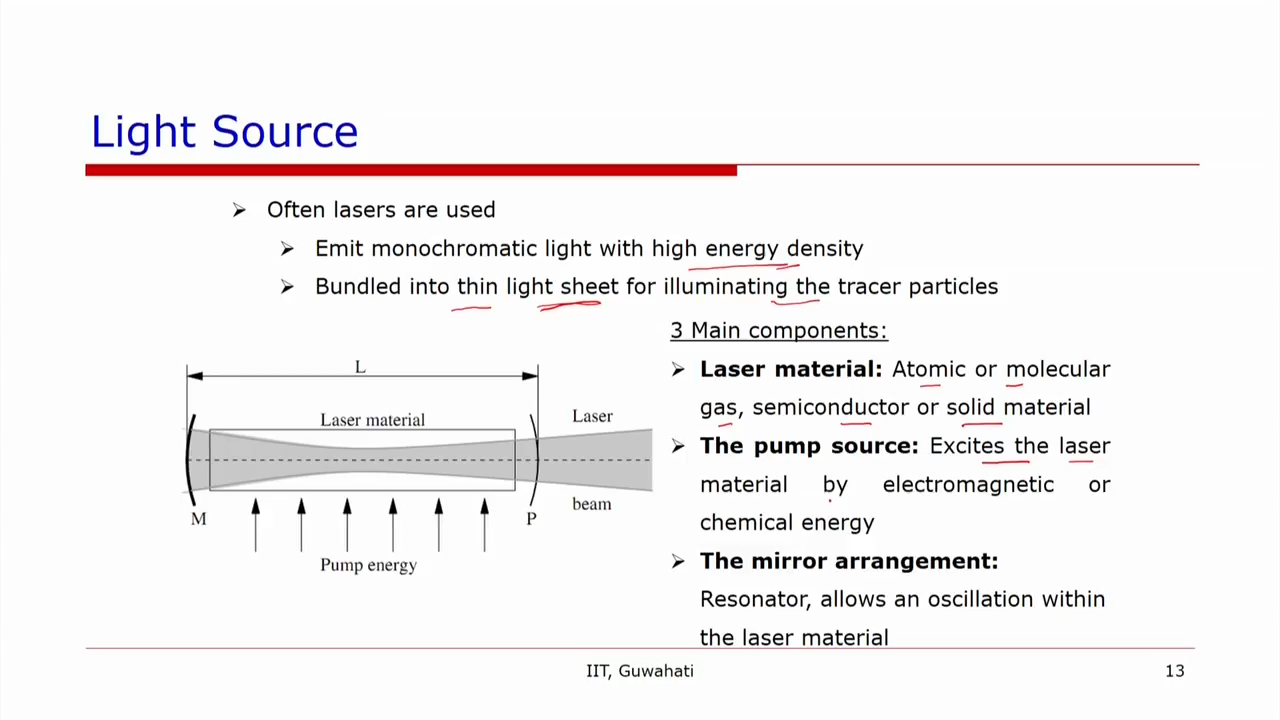 Light Source
Often lasers are used
Emit monochromatic light with high energy density
Bundled into thin light sheet for illuminating the tracer particles
3 Main components:
Laser material: Atomic or molecular
gas, semiconductor or solid material
The pump source: Excites the laser
material by electromagnetic or
chemical energy
The mirror arrangement:
Resonator, allows an oscillation within
the laser material
L
Laser material
Laser
beam
M
P
Pump energy
IIT, Guwahati
13